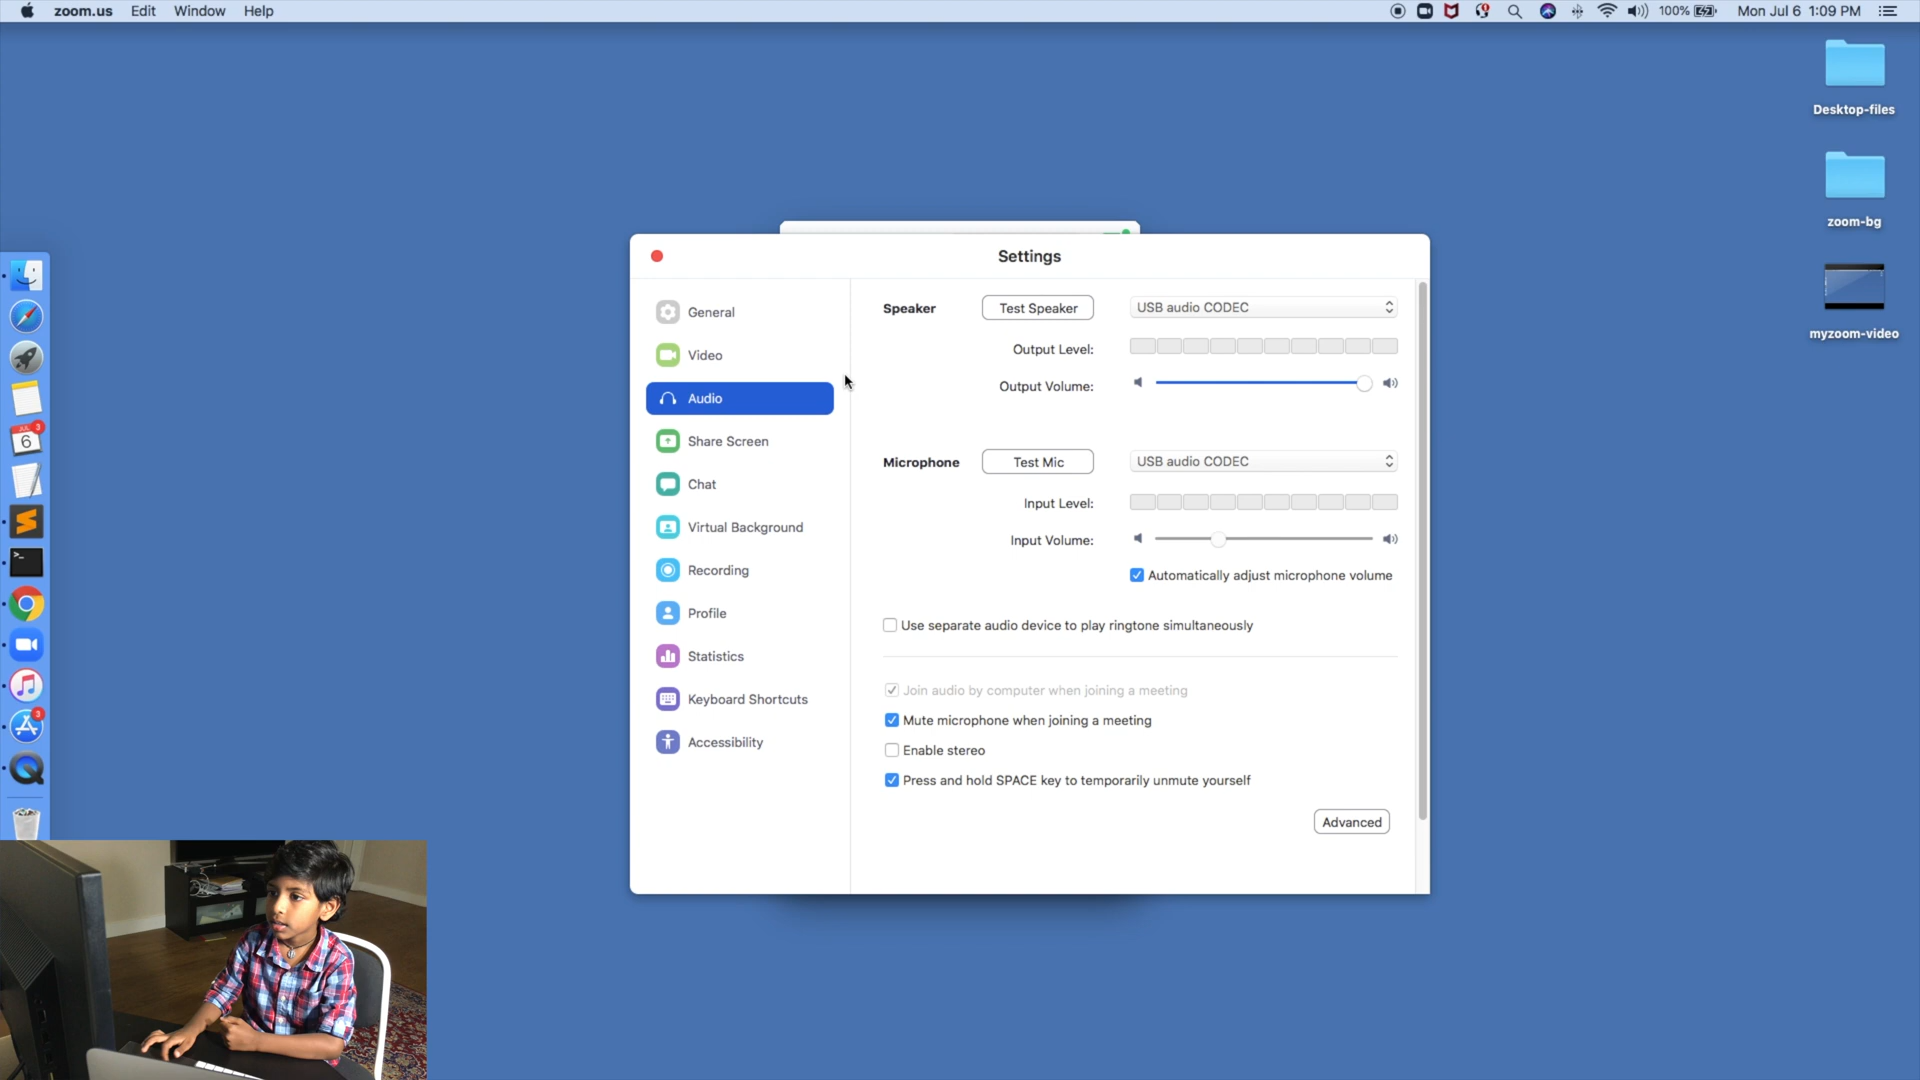 zoom.us Edit Window Help
100% Mon Jul 6 1:09 PM
Desktop-files
zoom-bg
myzoom-video
JUL 3
6
3
Settings
General
Video
Audio
Share Screen
Chat
Virtual Background
Recording
Profile
Statistics
Keyboard Shortcuts
Accessibility
Speaker Test Speaker USB audio CODEC
Output Level:
Output Volume:
Microphone Test Mic USB audio CODEC
Input Level:
Input Volume:
Automatically adjust microphone volume
Use separate audio device to play ringtone simultaneously
Join audio by computer when joining a meeting
Mute microphone when joining a meeting
Enable stereo
Press and hold SPACE key to temporarily unmute yourself
Advanced